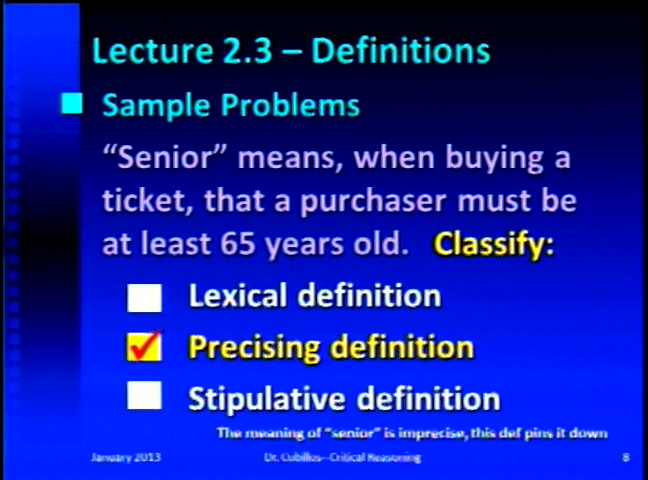 Lecture 2.3 – Definitions
Sample Problems
“Senior” means, when buying a
ticket, that a purchaser must be
at least 65 years old. Classify:
Lexical definition
Precising definition
Stipulative definition
The meaning of “senior” is imprecise, this def pins it down
January 2013 Dr. Cubillos—Critical Reasoning 8